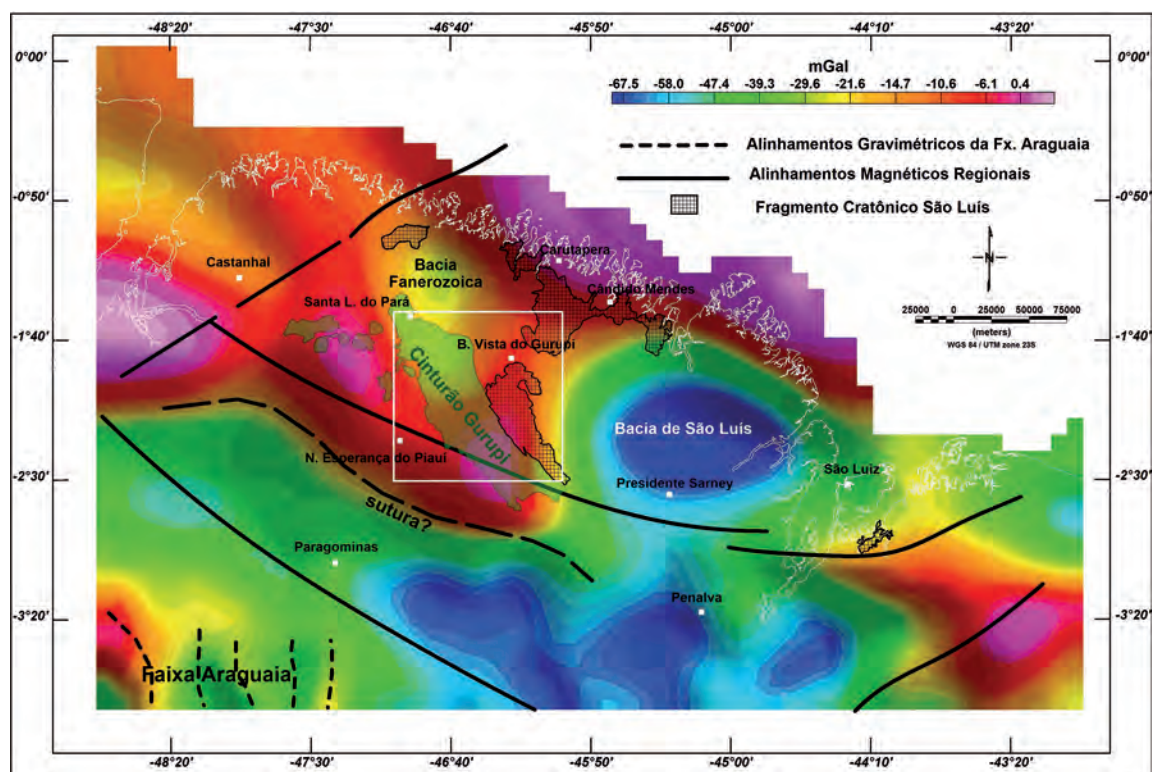 -48°20' -47°30' -46°40' -45°50' -45°00' -44°10' -43°20'
0°00' 0°00'
mGal
-67.5 -58.0 -47.4 -39.3 -29.6 -21.6 -14.7 -10.6 -6.1 0.4
Alinhamentos Gravimétricos da Fx. Araguaia
Alinhamentos Magnéticos Regionais
-0°50' -0°50'
Fragmento Cratônico São Luís
N
Castanhal
Carutapera
Bacia
Fanerozoica
Cândido Mendes
Santa L. do Pará
25000 0 25000 50000 75000
(meters)
WGS 84 / UTM zone 23S
-1°40' -1°40'
B. Vista do Gurupi
Cinturão Gurupi
Bacia de São Luís
N. Esperança do Piauí
São Luiz
-2°30' -2°30'
Presidente Sarney
sutura?
Paragominas
Penalva
-3°20' -3°20'
Faixa Araguaia
-48°20' -47°30' -46°40' -45°50' -45°00' -44°10' -43°20'